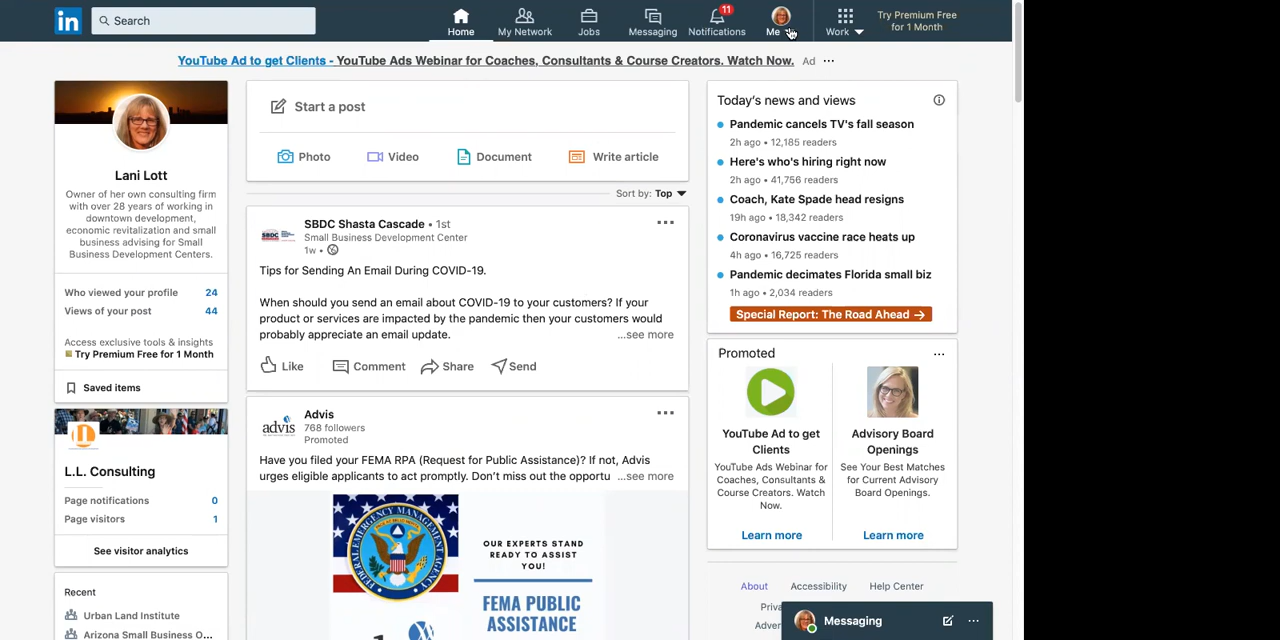 in
Search
Home
My Network
Jobs
Messaging
11
Notifications
Me
Work
Try Premium Free
for 1 Month
YouTube Ad to get Clients - YouTube Ads Webinar for Coaches, Consultants & Course Creators. Watch Now. Ad ...
Lani Lott
Owner of her own consulting firm
with over 28 years of working in
downtown development,
economic revitalization and small
business advising for Small
Business Development Centers.
Who viewed your profile 24
Views of your post 44
Access exclusive tools & insights
Try Premium Free for 1 Month
Saved items
L.L. Consulting
Page notifications 0
Page visitors 1
See visitor analytics
Recent
Urban Land Institute
Arizona Small Business O...
Start a post
Photo Video Document Write article
Sort by: Top
SBDC
SBDC Shasta Cascade • 1st
Small Business Development Center
1w •
Tips for Sending An Email During COVID-19.
When should you send an email about COVID-19 to your customers? If your
product or services are impacted by the pandemic then your customers would
probably appreciate an email update. ...see more
Like Comment Share Send
advis
Advis
768 followers
Promoted
Have you filed your FEMA RPA (Request for Public Assistance)? If not, Advis
urges eligible applicants to act promptly. Don't miss out the opportu ...see more
OUR EXPERTS STAND
READY TO ASSIST
YOU!
FEMA PUBLIC
ASSISTANCE
Today's news and views
Pandemic cancels TV's fall season
2h ago • 12,185 readers
Here's who's hiring right now
2h ago • 41,756 readers
Coach, Kate Spade head resigns
19h ago • 18,342 readers
Coronavirus vaccine race heats up
4h ago • 16,725 readers
Pandemic decimates Florida small biz
1h ago • 2,034 readers
Special Report: The Road Ahead →
Promoted
YouTube Ad to get
Clients
YouTube Ads Webinar for
Coaches, Consultants &
Course Creators. Watch
Now.
Learn more
Advisory Board
Openings
See Your Best Matches
for Current Advisory
Board Openings.
Learn more
About Accessibility Help Center
Priva
Adver
Messaging